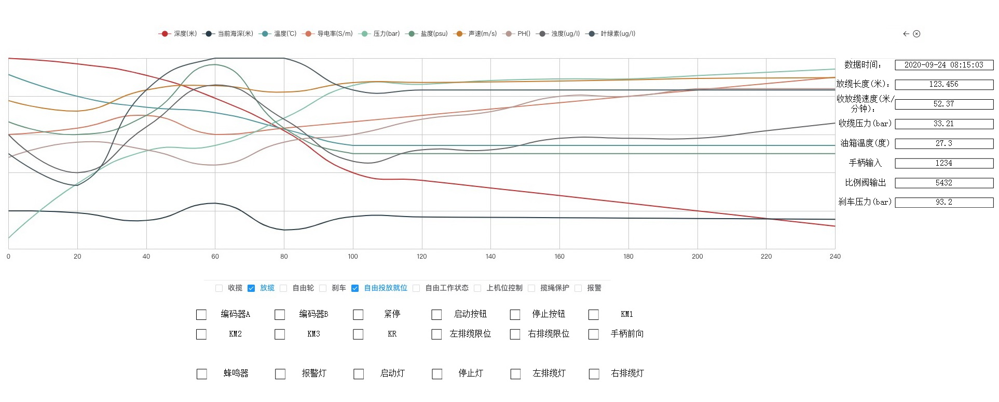 深度(米) 当前海深(米) 温度(℃) 导电率(S/m) 压力(bar) 盐度(psu) 声速(m/s) PH() 浊度(ug/l) 叶绿素(ug/l)
数据时间: 2020-09-24 08:15:03
放缆长度(米): 123.456
收放缆速度(米/
分钟): 52.37
收缆压力(bar) 33.21
油箱温度(度) 27.3
手柄输入 1234
比例阀输出 5432
刹车压力(bar) 93.2
0 20 40 60 80 100 120 140 160 180 200 220 240
收揽 放缆 自由轮 刹车 自由投放就位 自由工作状态 上机位控制 揽绳保护 报警
编码器A 编码器B 紧停 启动按钮 停止按钮 KM1
KM2 KM3 KR 左排缆限位 右排缆限位 手柄前向
蜂鸣器 报警灯 启动灯 停止灯 左排缆灯 右排缆灯